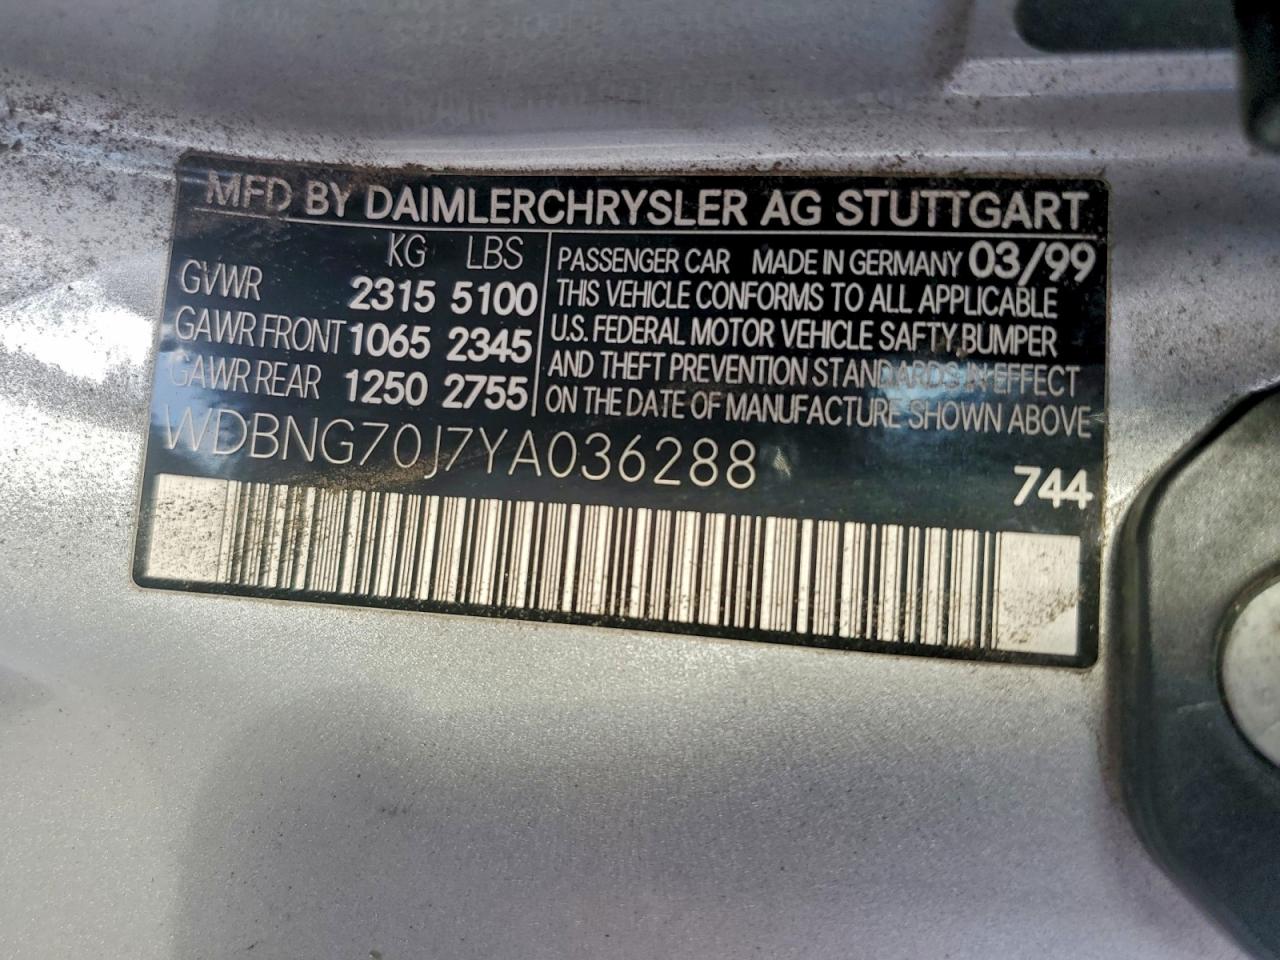 MFD BY DAIMLERCHRYSLER AG STUTTGART
KG LBS
GVWR 2315 5100
GAWR FRONT 1065 2345
GAWR REAR 1250 2755
PASSENGER CAR MADE IN GERMANY 03/99
THIS VEHICLE CONFORMS TO ALL APPLICABLE
U.S. FEDERAL MOTOR VEHICLE SAFTY, BUMPER
AND THEFT PREVENTION STANDARDS IN EFFECT
ON THE DATE OF MANUFACTURE SHOWN ABOVE.
WDBNG70J7YA036288
744